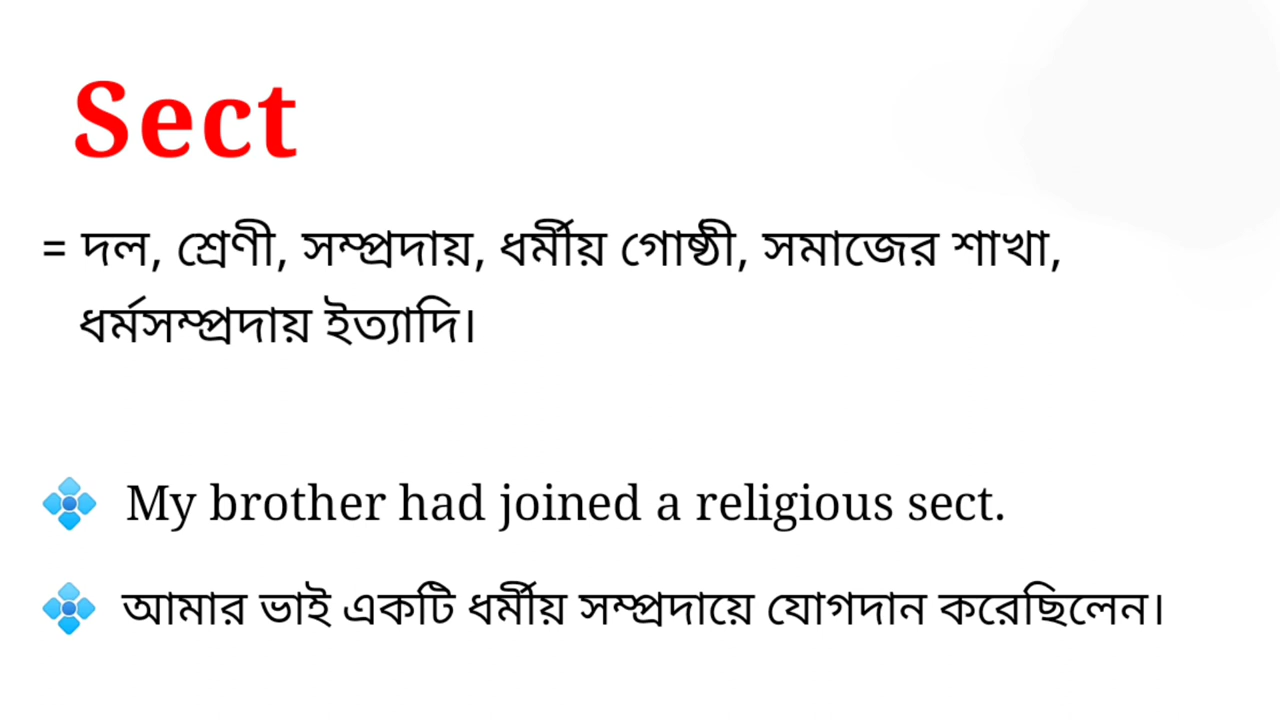 Sect
= দল, শ্রেণী, সম্প্রদায়, ধর্মীয় গোষ্ঠী, সমাজের শাখা,
ধর্মসম্প্রদায় ইত্যাদি।
My brother had joined a religious sect.
আমার ভাই একটি ধর্মীয় সম্প্রদায়ে যোগদান করেছিলেন।